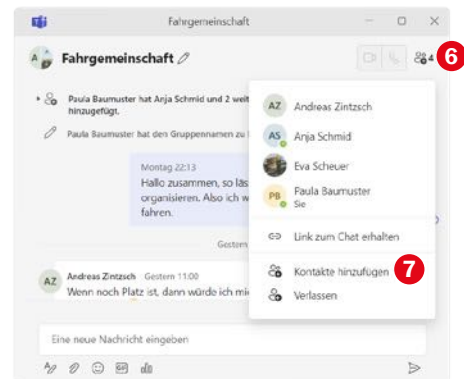 Fahrgemeinschaft
A
Fahrgemeinschaft
4
6
Paula Baumuster hat Anja Schmid und 2 weit
hinzugefügt.
Paula Baumuster hat den Gruppennamen zu
AZ Andreas Zintzsch
AS Anja Schmid
Eva Scheuer
PB Paula Baumuster
Sie
Link zum Chat erhalten
Kontakte hinzufügen
7
Verlassen
Montag 22:13
Hallo zusammen, so läs
organisieren. Also ich w
fahren.
Gestern
AZ
Andreas Zintzsch Gestern 11:00
Wenn noch Platz ist, dann würde ich mi
Eine neue Nachricht eingeben
GIF